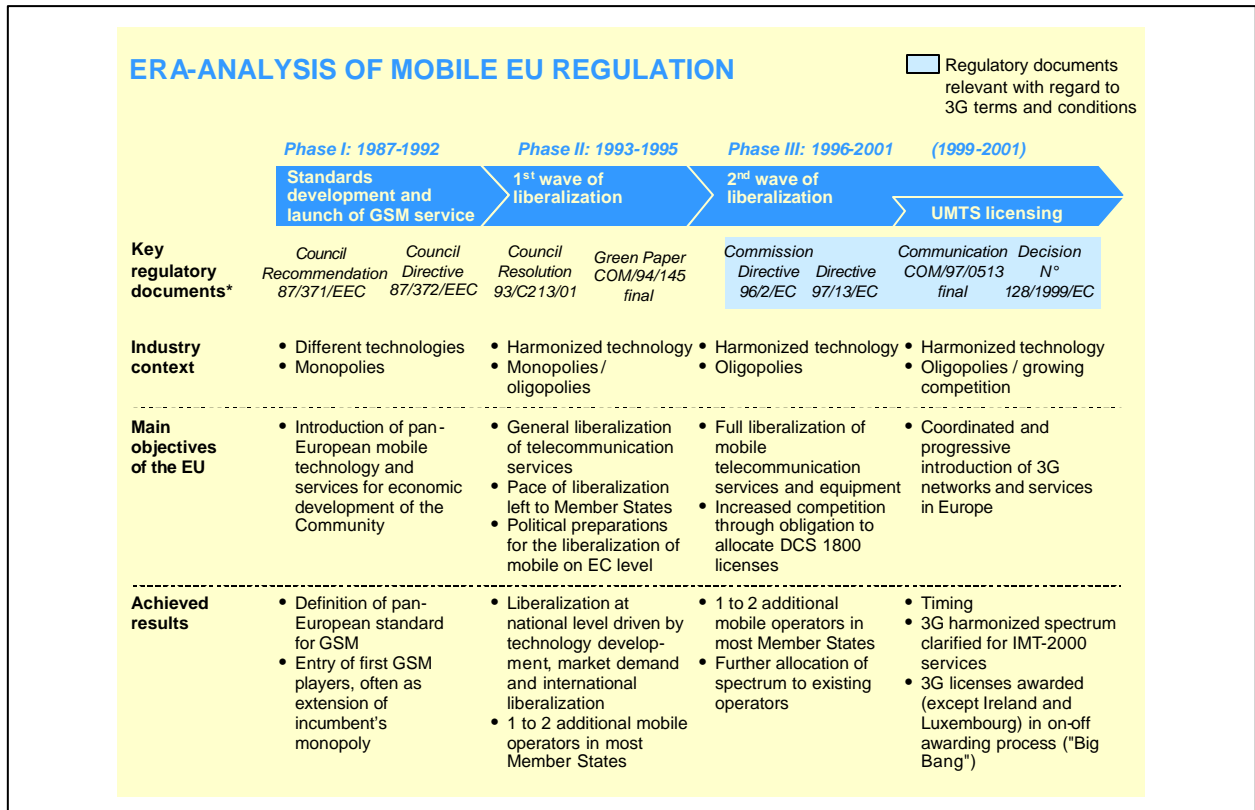 ERA-ANALYSIS OF MOBILE EU REGULATION
Regulatory documents
relevant with regard to
3G terms and conditions
Phase I: 1987-1992
Phase II: 1993-1995
Phase III: 1996-2001
(1999-2001)
Standards
development and
launch of GSM service
1st wave of
liberalization
2nd wave of
liberalization
UMTS licensing
Key
regulatory
documents*
Council
Recommendation
87/371/EEC
Council
Directive
87/372/EEC
Council
Resolution
93/C213/01
Green Paper
COM/94/145
final
Commission
Directive
96/2/EC
Directive
97/13/EC
Communication
COM/97/0513
final
Decision
N°
128/1999/EC
Industry
context
• Different technologies
• Monopolies
• Harmonized technology
• Monopolies/
oligopolies
• Harmonized technology
• Oligopolies
• Harmonized technology
• Oligopolies / growing
competition
Main
objectives
of the EU
• Introduction of pan-
European mobile
technology and
services for economic
development of the
Community
• General liberalization
of telecommunication
services
• Pace of liberalization
left to Member States
• Political preparations
for the liberalization of
mobile on EC level
• Full liberalization of
mobile
telecommunication
services and equipment
• Increased competition
through obligation to
allocate DCS 1800
licenses
• Coordinated and
progressive
introduction of 3G
networks and services
in Europe
Achieved
results
• Definition of pan-
European standard
for GSM
• Entry of first GSM
players, often as
extension of
incumbent's
monopoly
• Liberalization at
national level driven by
technology develop-
ment, market demand
and international
liberalization
• 1 to 2 additional mobile
operators in most
Member States
• 1 to 2 additional
mobile operators in
most Member States
• Further allocation of
spectrum to existing
operators
• Timing
• 3G harmonized spectrum
clarified for IMT-2000
services
• 3G licenses awarded
(except Ireland and
Luxembourg) in on-off
awarding process ("Big
Bang")